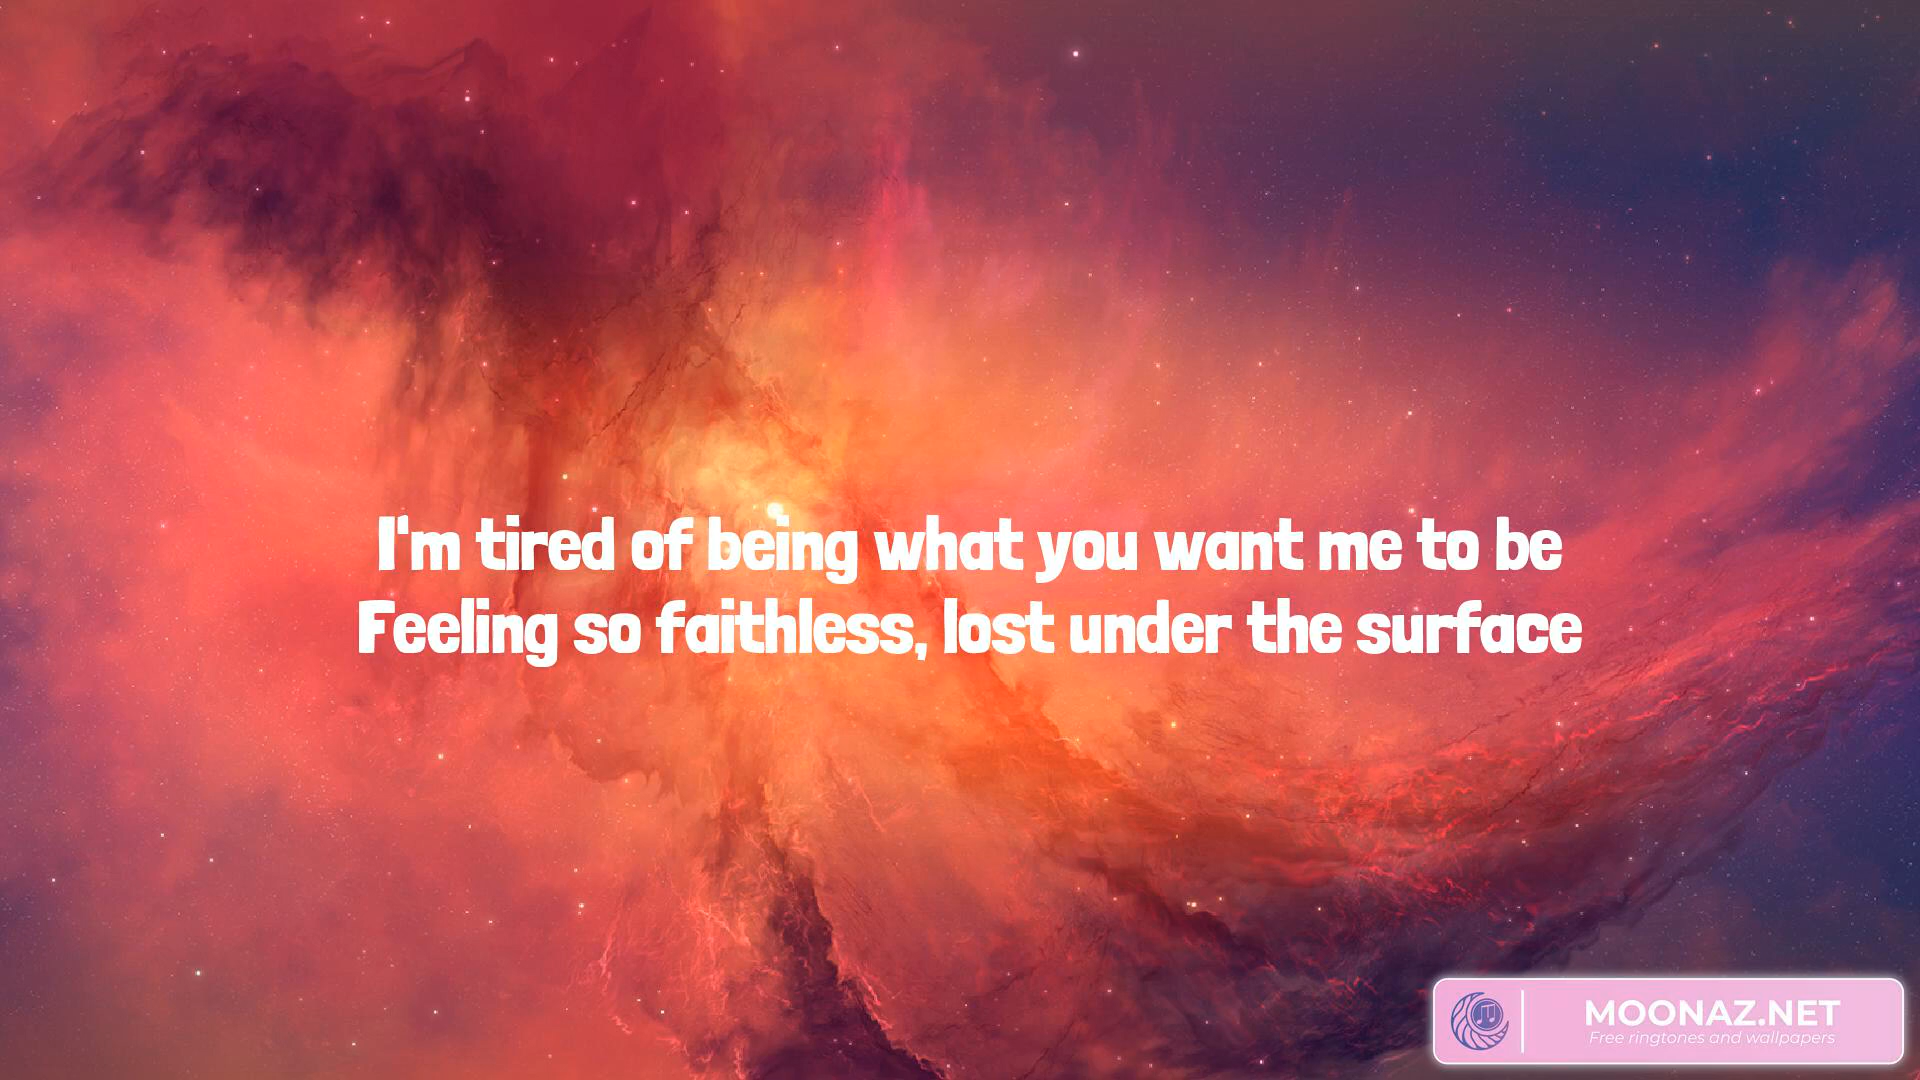 I'm tired of being what you want me to be
Feeling so faithless, lost under the surface
MOONAZ.NET
Free ringtones and wallpapers